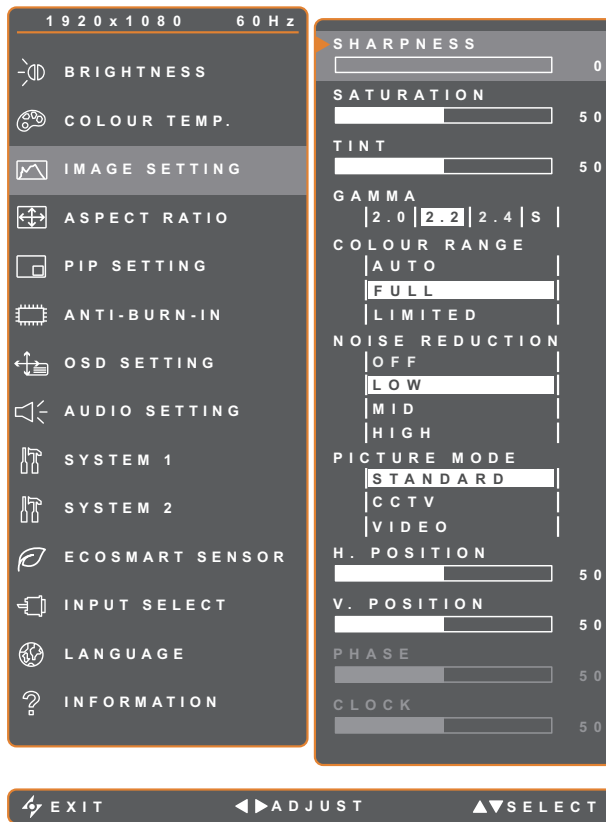 1920x1080 60Hz
BRIGHTNESS
COLOUR TEMP.
IMAGE SETTING
ASPECT RATIO
PIP SETTING
ANTI-BURN-IN
OSD SETTING
AUDIO SETTING
SYSTEM 1
SYSTEM 2
ECOSMART SENSOR
INPUT SELECT
LANGUAGE
INFORMATION
SHARPNESS
0
SATURATION
50
TINT
50
GAMMA
2.0 2.2 2.4 S
COLOUR RANGE
AUTO
FULL
LIMITED
NOISE REDUCTION
OFF
LOW
MID
HIGH
PICTURE MODE
STANDARD
CCTV
VIDEO
H. POSITION
50
V. POSITION
50
PHASE
50
CLOCK
50
EXIT ADJUST SELECT